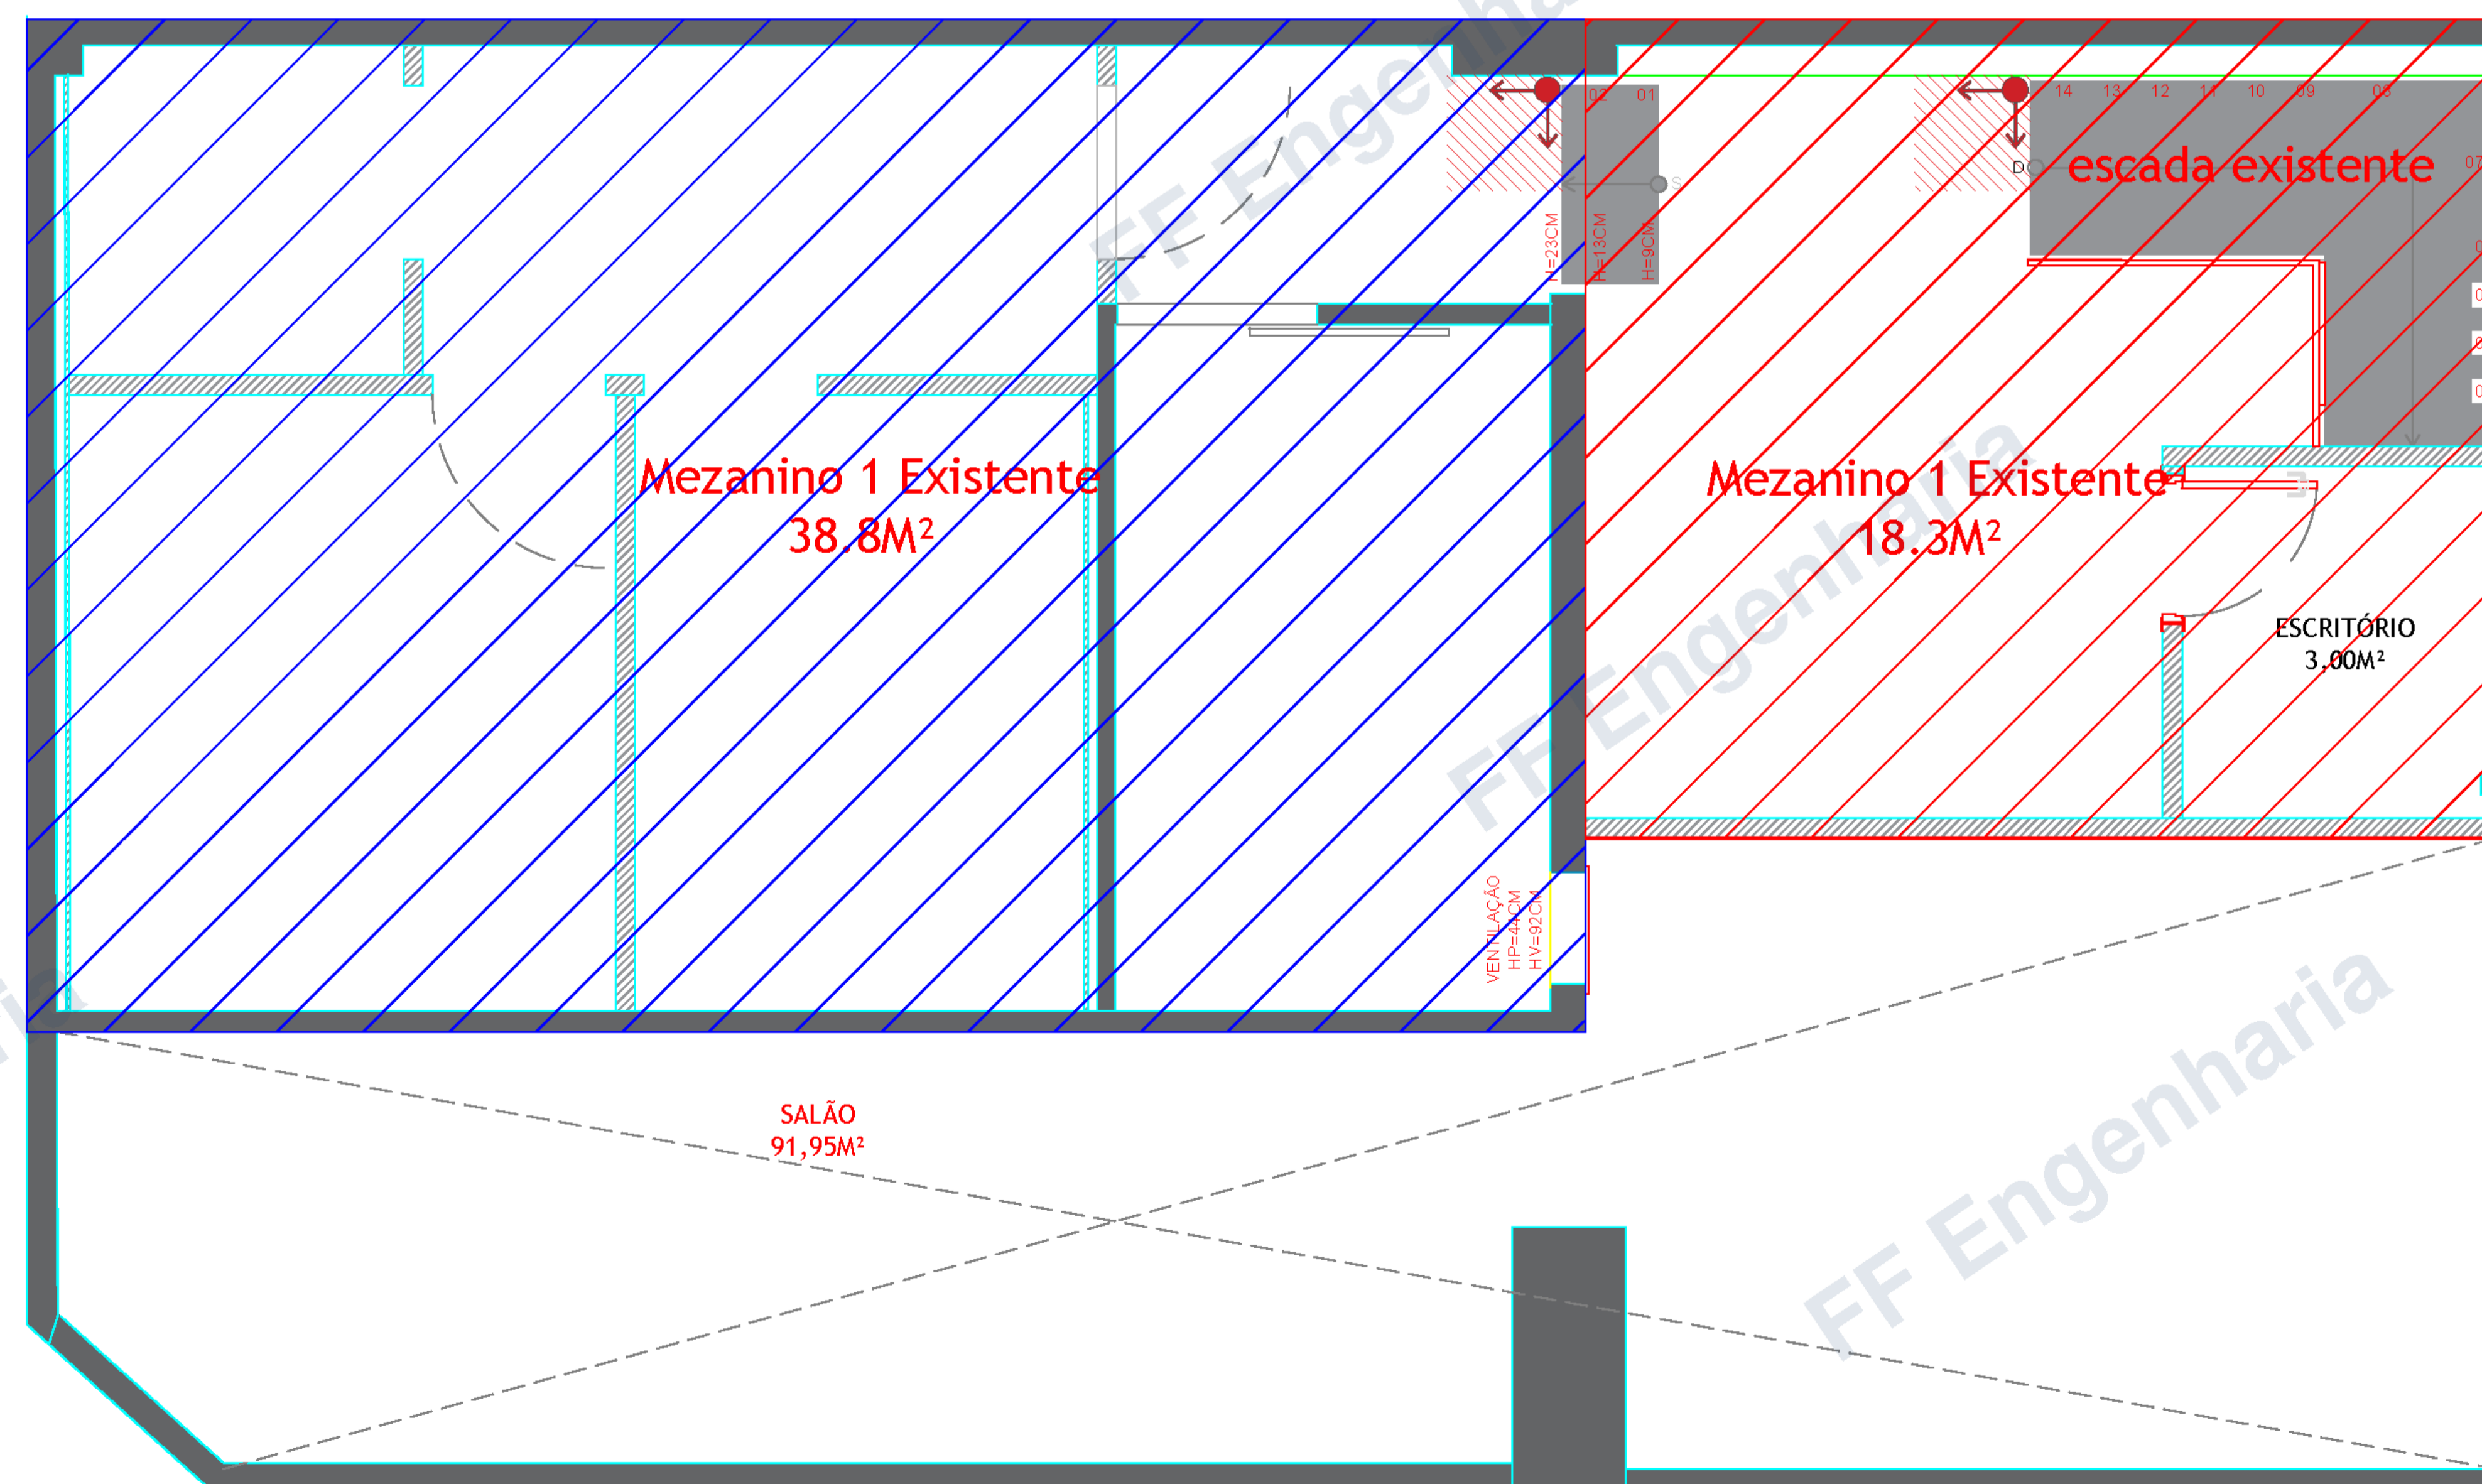 FF Engenharia
02 01
14 13 12 11 10 09 08
07
escada existente
D
S
H=23CM
H=13CM
H=9CM
Mezanino 1 Existente
38.8M²
Mezanino 1 Existente
18.3M²
FF Engenharia
ESCRITÓRIO
3,00M²
VENTILAÇÃO
HP=44CM
HV=92CM
SALÃO
91,95M²
FF Engenharia